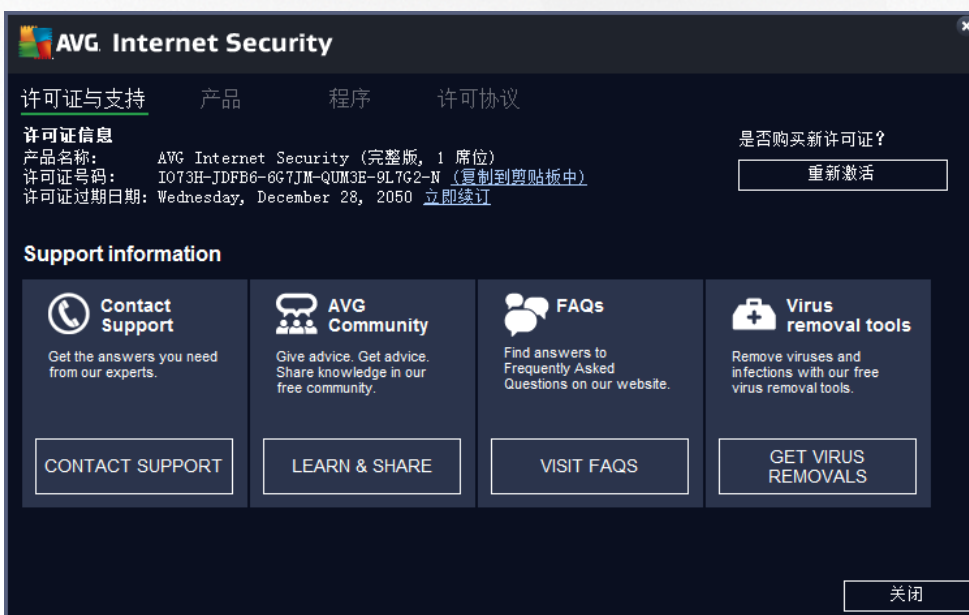 AVG Internet Security
许可证与支持 产品 程序 许可协议
许可证信息
产品名称: AVG Internet Security (完整版, 1 席位)
许可证号码: IO73H-JDFB6-6G7JM-QUM3E-9L7G2-N (复制到剪贴板中)
许可证过期日期: Wednesday, December 28, 2050 立即续订
是否购买新许可证?
重新激活
Support information
Contact
Support
Get the answers you need
from our experts.
CONTACT SUPPORT
AVG
Community
Give advice. Get advice.
Share knowledge in our
free community.
LEARN & SHARE
FAQs
Find answers to
Frequently Asked
Questions on our website.
VISIT FAQS
Virus
removal tools
Remove viruses and
infections with our free
virus removal tools.
GET VIRUS
REMOVALS
关闭